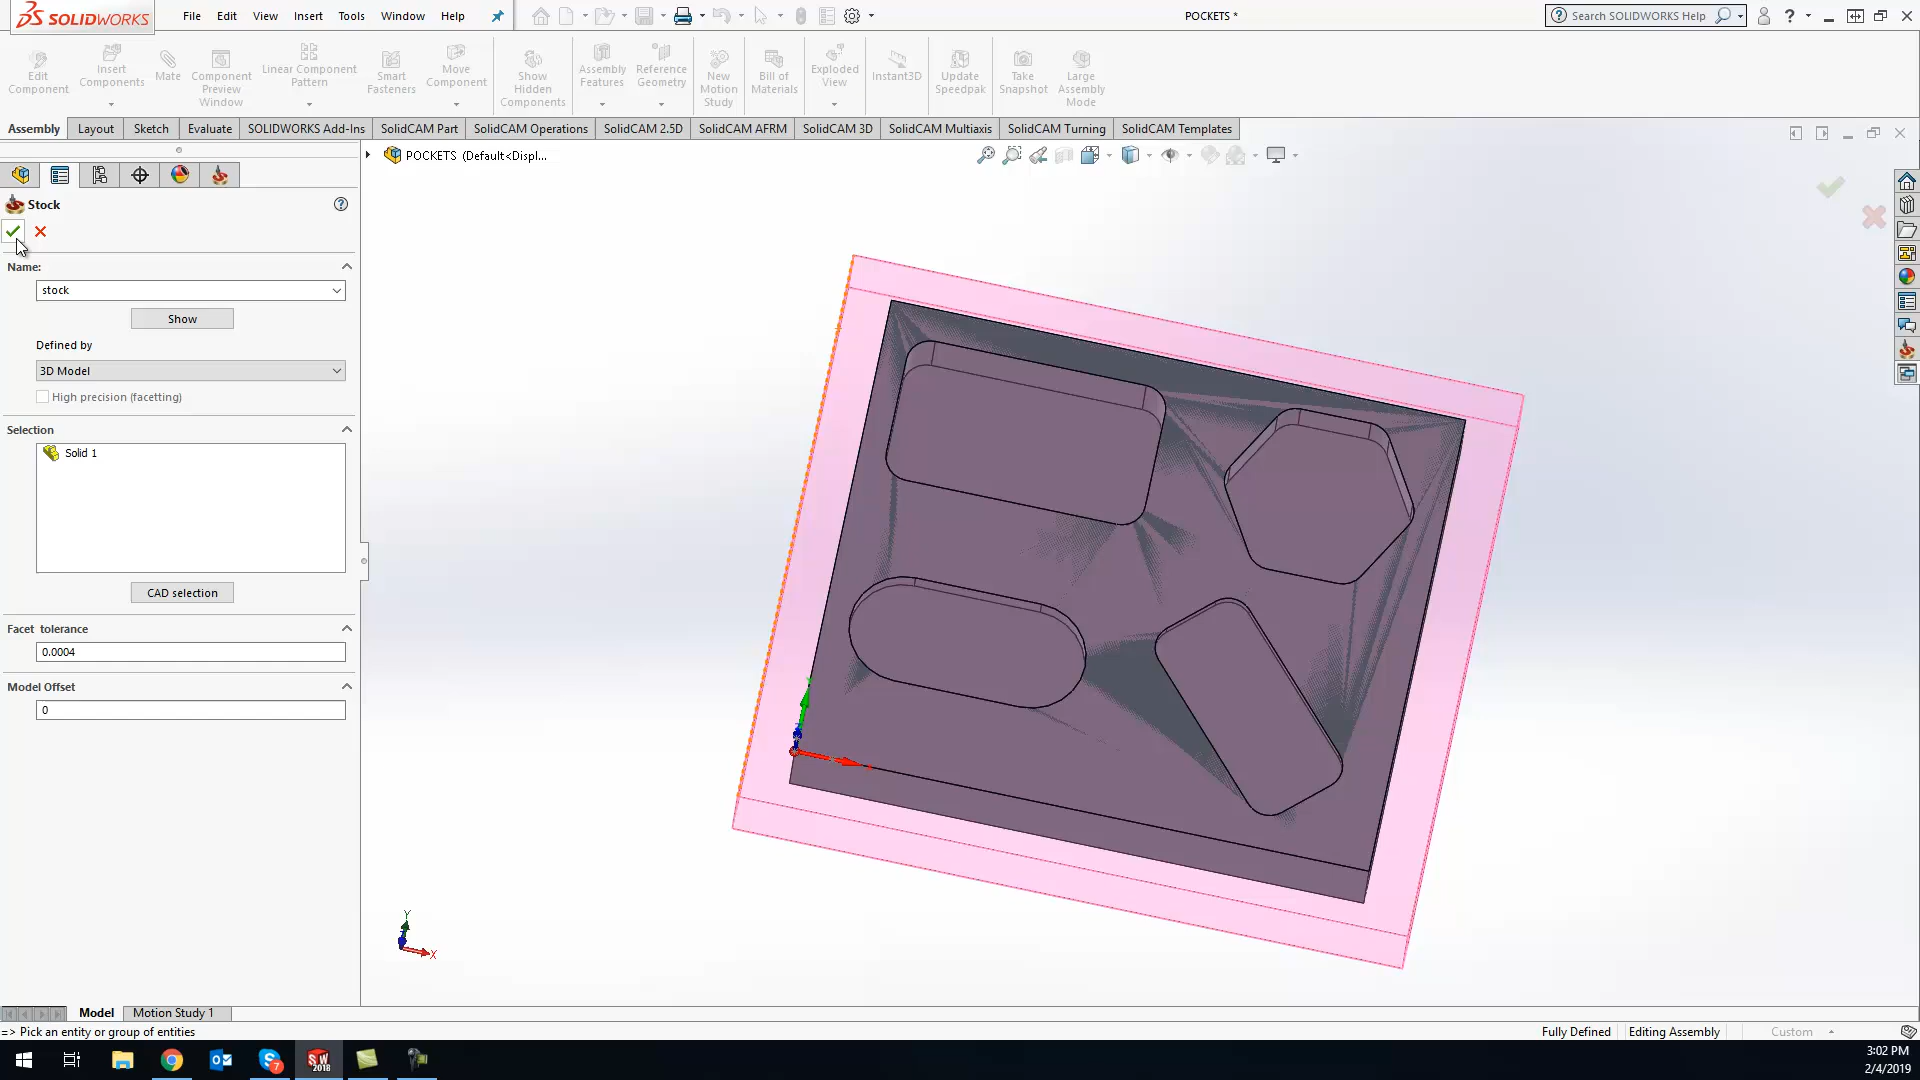 SOLIDWORKS
File Edit View Insert Tools Window Help
POCKETS *
Search SOLIDWORKS Help
Edit Component
Insert Components
Mate
Component Preview Window
Linear Component Pattern
Smart Fasteners
Move Component
Show Hidden Components
Assembly Features
Reference Geometry
New Motion Study
Bill of Materials
Exploded View
Instant3D
Update Speedpak
Take Snapshot
Large Assembly Mode
Assembly Layout Sketch Evaluate SOLIDWORKS Add-Ins SolidCAM Part SolidCAM Operations SolidCAM 2.5D SolidCAM AFRM SolidCAM 3D SolidCAM Multiaxis SolidCAM Turning SolidCAM Templates
POCKETS (Default<Displ...
Stock
Name:
stock
Show
Defined by
3D Model
High precision (facetting)
Selection
Solid 1
CAD selection
Facet tolerance
0.0004
Model Offset
0
Y
X
Model Motion Study 1
=> Pick an entity or group of entities
Fully Defined Editing Assembly Custom
SW 2018
7
3:02 PM
2/4/2019